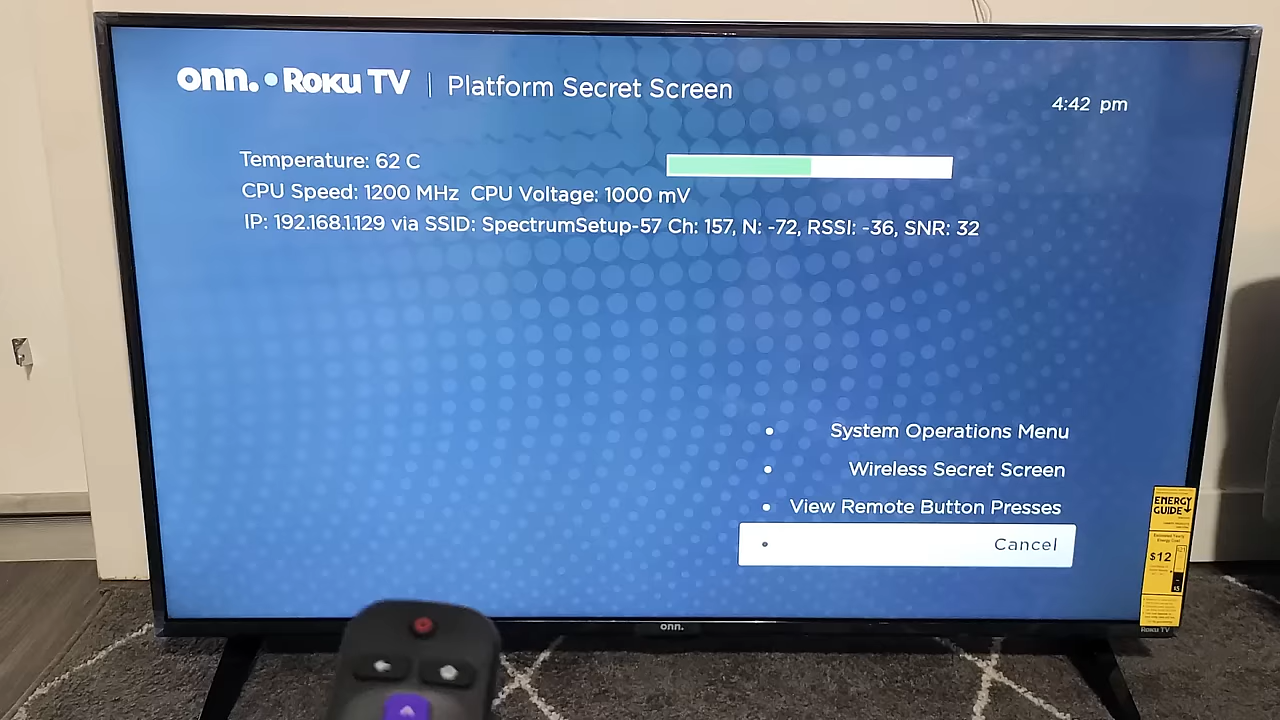 onn. • Roku TV | Platform Secret Screen
4:42 pm
Temperature: 62 C
CPU Speed: 1200 MHz CPU Voltage: 1000 mV
IP: 192.168.1.129 via SSID: SpectrumSetup-57 Ch: 157, N: -72, RSSI: -36, SNR: 32
• System Operations Menu
• Wireless Secret Screen
• View Remote Button Presses
• Cancel
ENERGY
GUIDE
$12
onn.
Roku TV